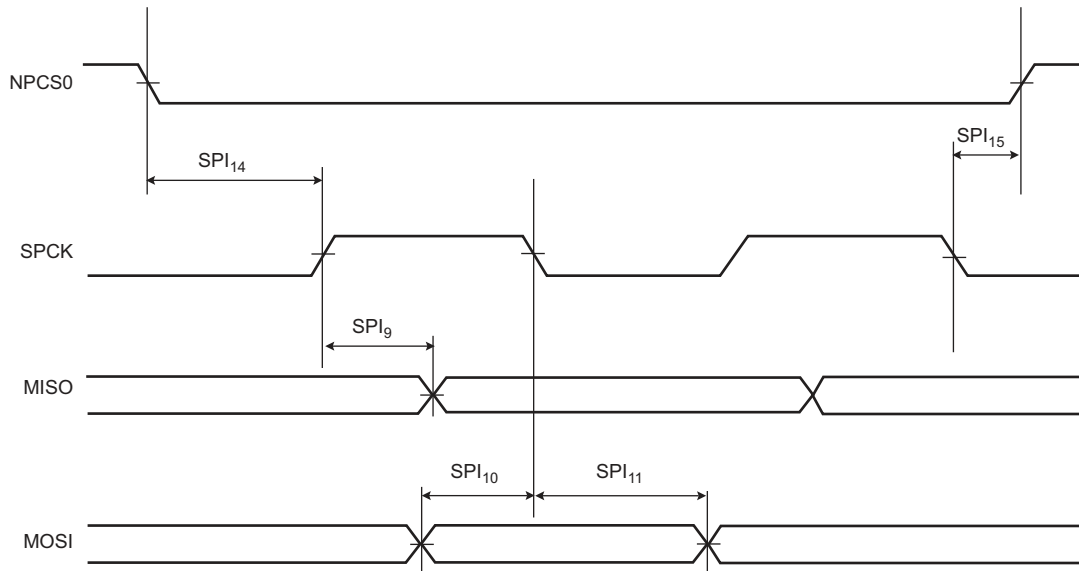 NPCS0
SPI₁₄
SPI₁₅
SPCK
SPI₉
MISO
SPI₁₀
SPI₁₁
MOSI